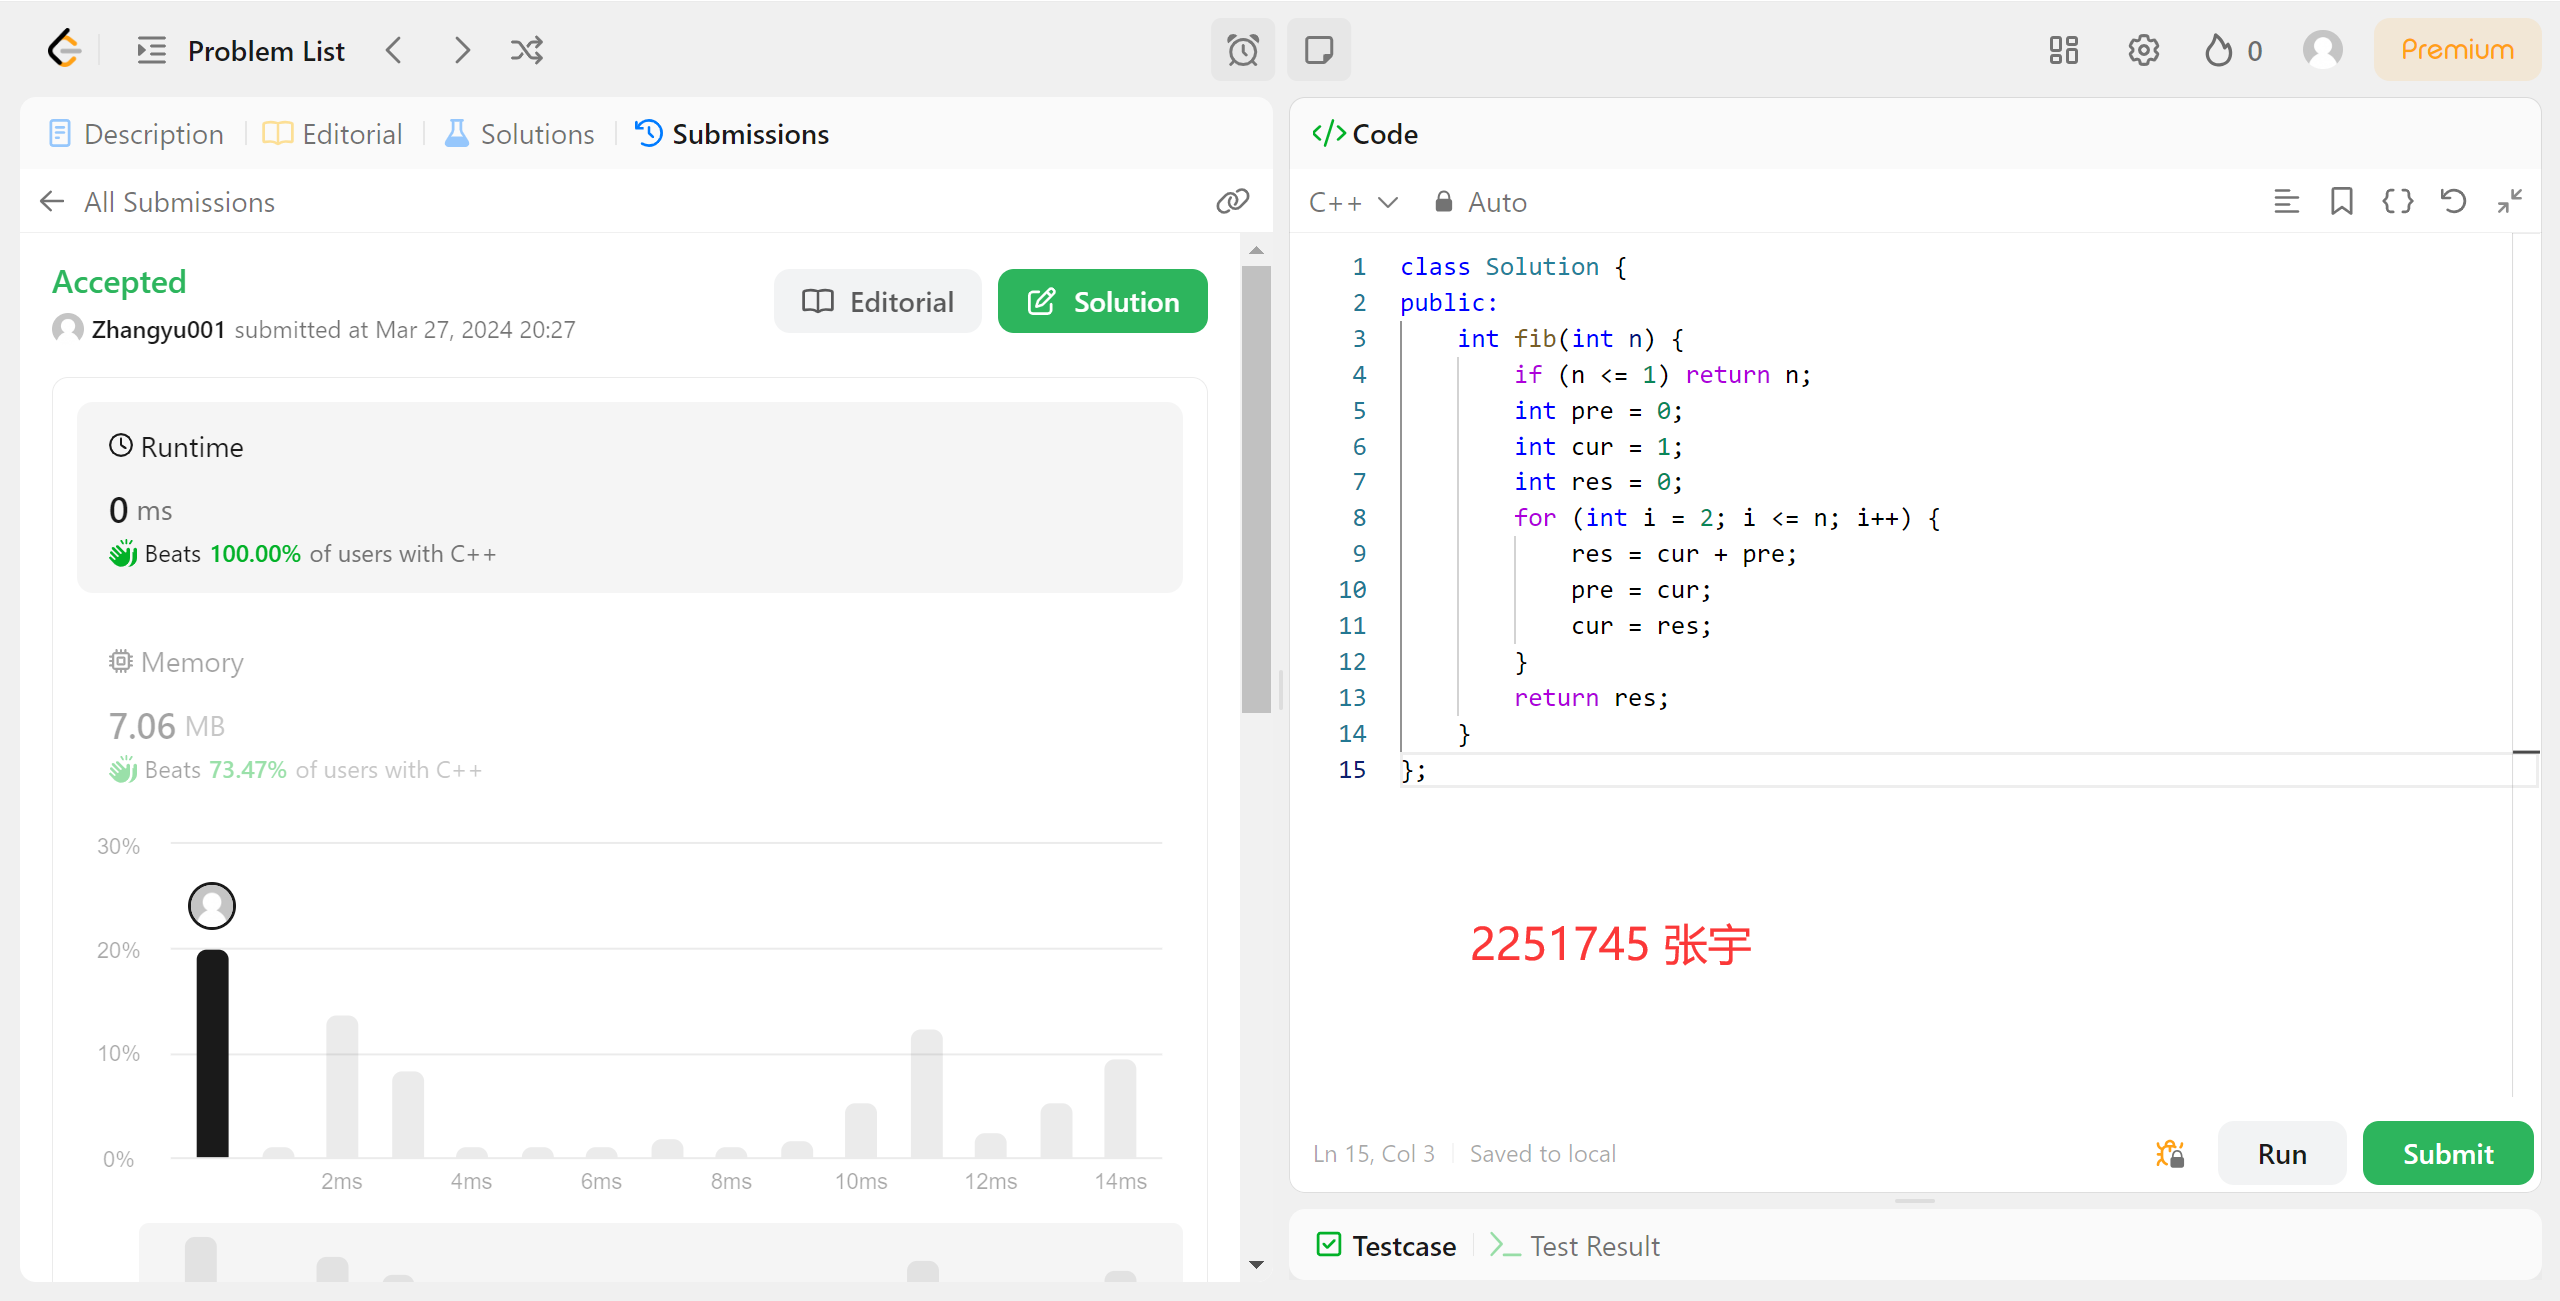 Problem List
0
Premium
Description
Editorial
Solutions
Submissions
All Submissions
Accepted
Zhangyu001 submitted at Mar 27, 2024 20:27
Editorial
Solution
Runtime
0 ms
Beats 100.00% of users with C++
Memory
7.06 MB
Beats 73.47% of users with C++
30%
20%
10%
0%
2ms
4ms
6ms
8ms
10ms
12ms
14ms
</> Code
C++
Auto
1 class Solution {
2 public:
3     int fib(int n) {
4         if (n <= 1) return n;
5         int pre = 0;
6         int cur = 1;
7         int res = 0;
8         for (int i = 2; i <= n; i++) {
9             res = cur + pre;
10             pre = cur;
11             cur = res;
12         }
13         return res;
14     }
15 };
2251745 张宇
Ln 15, Col 3
Saved to local
Run
Submit
Testcase
Test Result